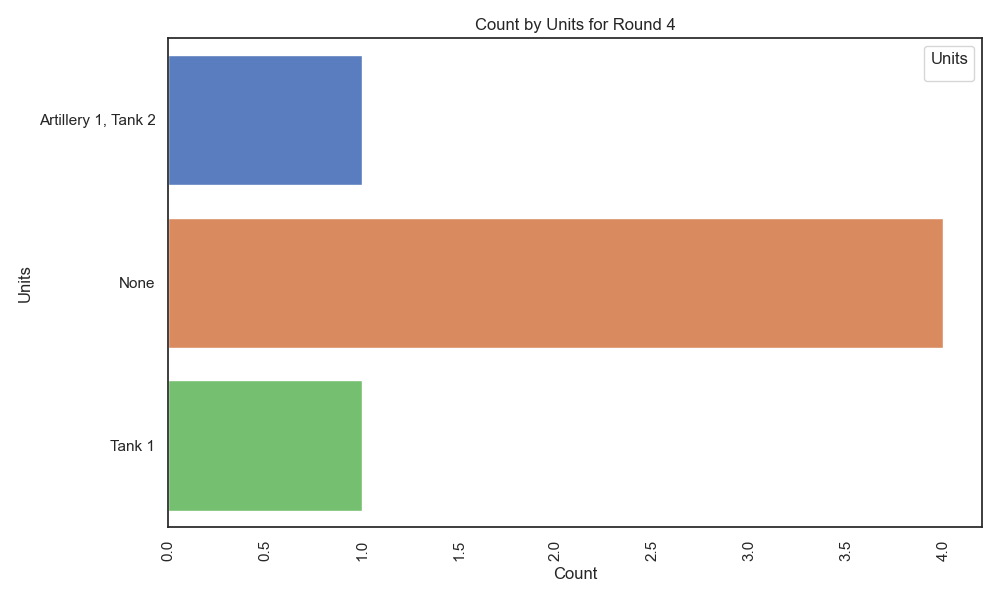 Count by Units for Round 4
Units
Artillery 1, Tank 2
None
Tank 1
Units
0.0
0.5
1.0
1.5
2.0
2.5
3.0
3.5
4.0
Count